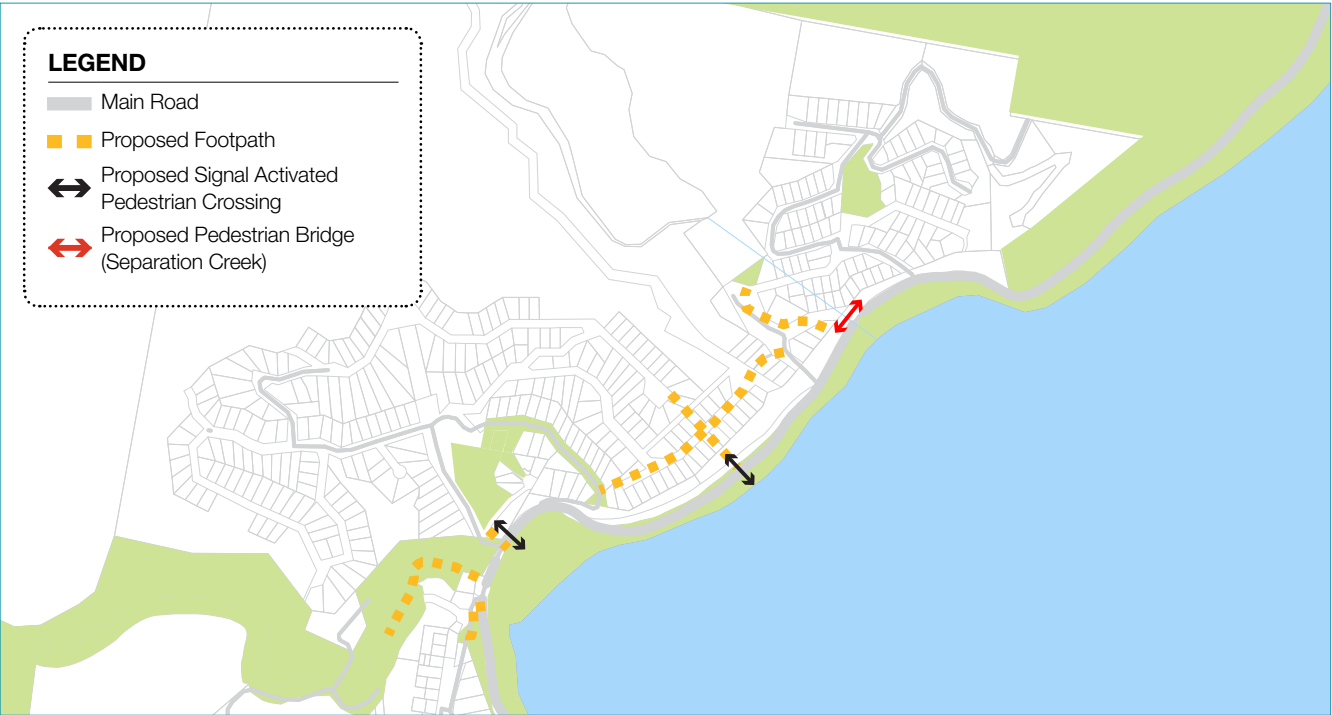 LEGEND
Main Road
Proposed Footpath
Proposed Signal Activated
Pedestrian Crossing
Proposed Pedestrian Bridge
(Separation Creek)